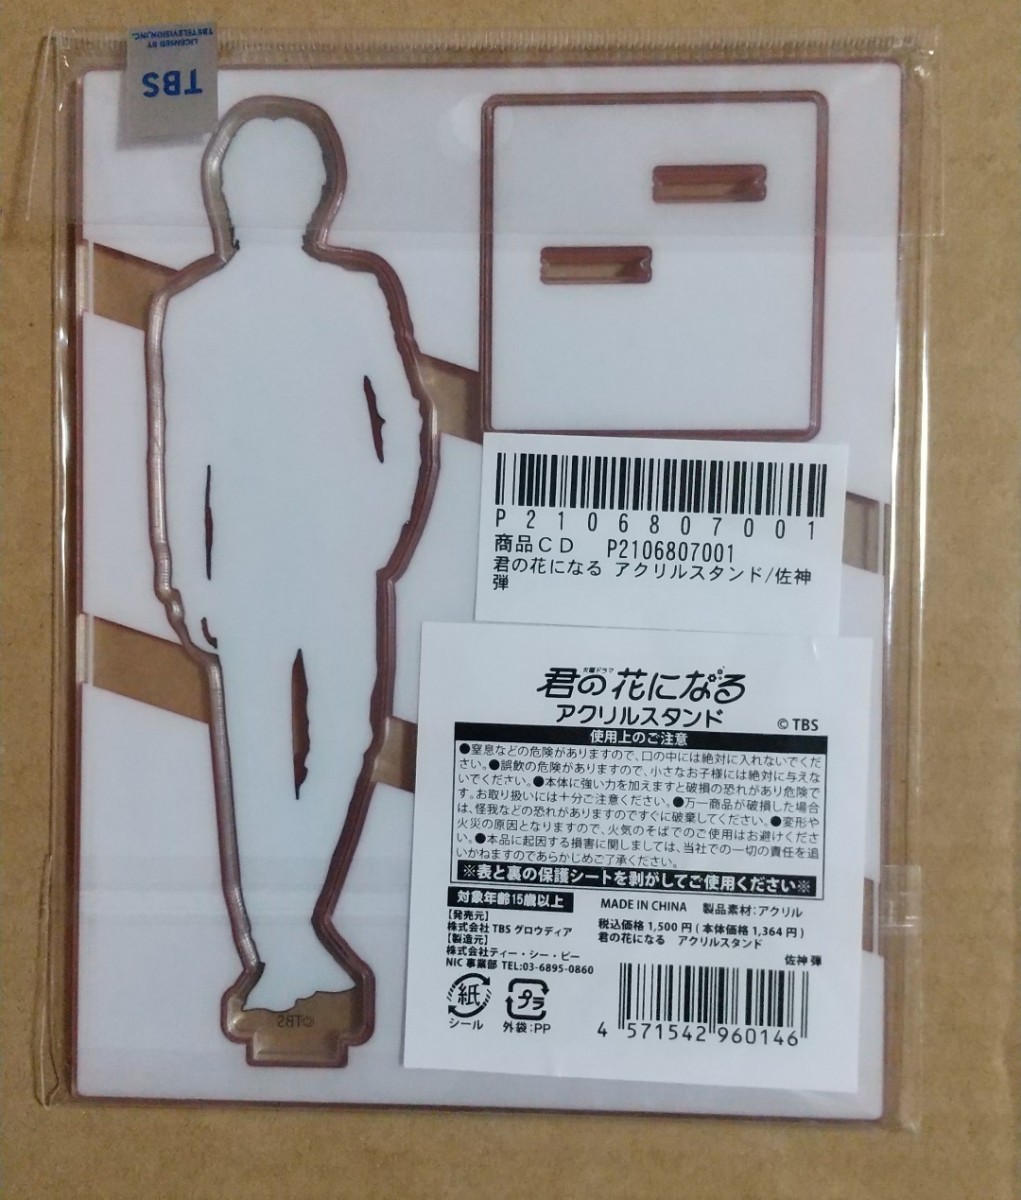 LICENSED BY
TBS TELEVISION,INC.
TBS
P2106807001
商品CD P2106807001
君の花になる アクリルスタンド/佐神
弾
火曜ドラマ
君の花になる
アクリルスタンド
© TBS
使用上のご注意
●窒息などの危険がありますので、口の中には絶対に入れないでくだ
さい。●誤飲の危険がありますので、小さなお子様には絶対に与えな
いでください。●本体に強い力を加えますと破損の恐れがあり危険で
す。お取り扱いには十分ご注意ください。●万一商品が破損した場合
は、怪我などの恐れがありますのですぐに破棄してください。●変形や
火災の原因となりますので、火気のそばでのご使用はお避けくださ
い。●本品に起因する損害に関しましては、当社での一切の責任を追
いかねますのであらかじめご了承ください。
※表と裏の保護シートを剥がしてご使用ください※
対象年齢15歳以上
MADE IN CHINA 製品素材:アクリル
【発売元】
株式会社 TBS グロウディア
【製造元】
株式会社ティー・シー・ピー
NIC 事業部 TEL:03-6895-0860
税込価格 1,500 円 ( 本体価格 1,364 円 )
君の花になる アクリルスタンド
佐神 弾
紙
シール
プラ
外袋:PP
4 571542 960146
©TBS